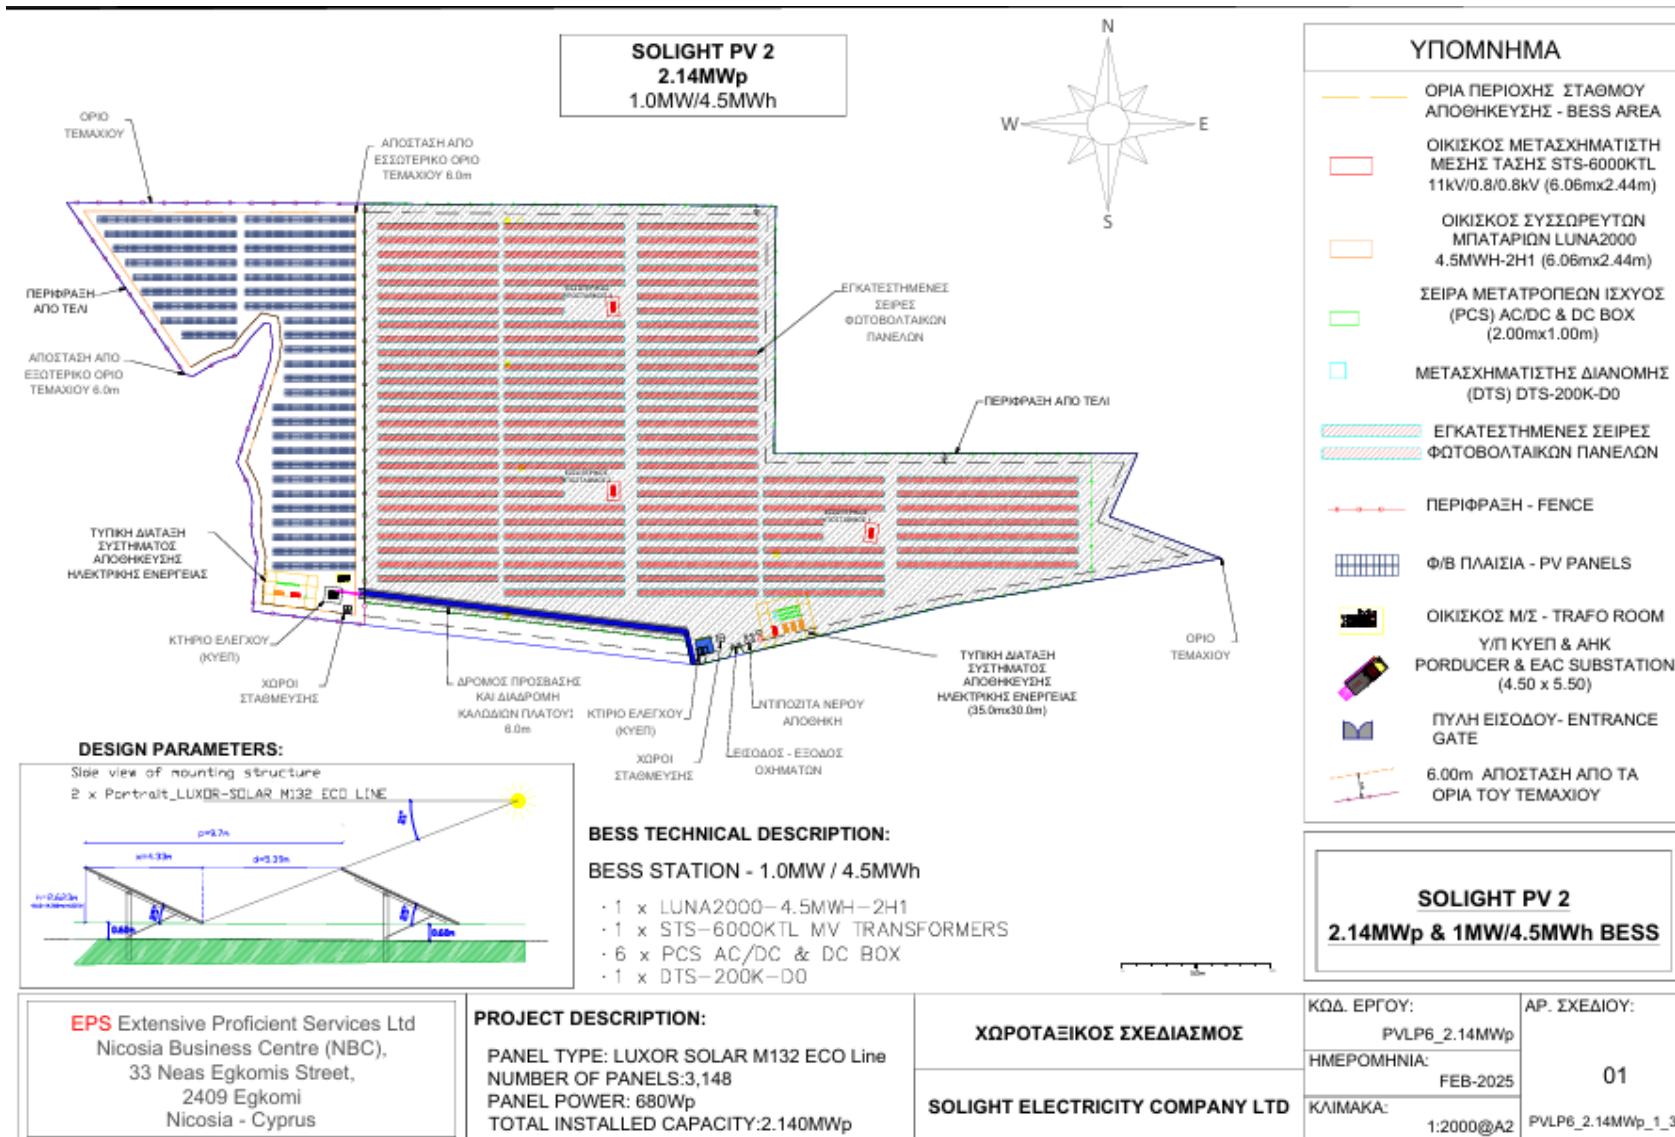 SOLIGHT PV 2
2.14MWp
1.0MW/4.5MWh
N
W
E
S
ΟΡΙΟ
ΤΕΜΑΧΙΟΥ
ΑΠΟΣΤΑΣΗ ΑΠΟ
ΕΣΩΤΕΡΙΚΟ ΟΡΙΟ
ΤΕΜΑΧΙΟΥ 6.0m
ΠΕΡΙΦΡΑΞΗ
ΑΠΟ ΤΕΛΙ
ΑΠΟΣΤΑΣΗ ΑΠΟ
ΕΞΩΤΕΡΙΚΟ ΟΡΙΟ
ΤΕΜΑΧΙΟΥ 6.0m
ΕΓΚΑΤΕΣΤΗΜΕΝΕΣ
ΣΕΙΡΕΣ
ΦΩΤΟΒΟΛΤΑΙΚΩΝ
ΠΑΝΕΛΩΝ
ΠΕΡΙΦΡΑΞΗ ΑΠΟ ΤΕΛΙ
ΤΥΠΙΚΗ ΔΙΑΤΑΞΗ
ΣΥΣΤΗΜΑΤΟΣ
ΑΠΟΘΗΚΕΥΣΗΣ
ΗΛΕΚΤΡΙΚΗΣ ΕΝΕΡΓΕΙΑΣ
ΚΤΗΡΙΟ ΕΛΕΓΧΟΥ
(ΚΥΕΠ)
ΧΩΡΟΙ
ΣΤΑΘΜΕΥΣΗΣ
ΔΡΟΜΟΣ ΠΡΟΣΒΑΣΗΣ
ΚΑΙ ΔΙΑΔΡΟΜΗ
ΚΑΛΩΔΙΩΝ ΠΛΑΤΟΥΣ
6.0m
ΚΤΙΡΙΟ ΕΛΕΓΧΟΥ
(ΚΥΕΠ)
ΧΩΡΟΙ
ΣΤΑΘΜΕΥΣΗΣ
ΕΙΣΟΔΟΣ - ΕΞΟΔΟΣ
ΟΧΗΜΑΤΩΝ
ΝΤΙΠΟΖΙΤΑ ΝΕΡΟΥ
ΑΠΟΘΗΚΗ
ΤΥΠΙΚΗ ΔΙΑΤΑΞΗ
ΣΥΣΤΗΜΑΤΟΣ
ΑΠΟΘΗΚΕΥΣΗΣ
ΗΛΕΚΤΡΙΚΗΣ ΕΝΕΡΓΕΙΑΣ
(35.0mx30.0m)
ΟΡΙΟ
ΤΕΜΑΧΙΟΥ
ΥΠΟΜΝΗΜΑ
ΟΡΙΑ ΠΕΡΙΟΧΗΣ ΣΤΑΘΜΟΥ
ΑΠΟΘΗΚΕΥΣΗΣ - BESS AREA
ΟΙΚΙΣΚΟΣ ΜΕΤΑΣΧΗΜΑΤΙΣΤΗ
ΜΕΣΗΣ ΤΑΣΗΣ STS-6000KTL
11kV/0.8/0.8kV (6.06mx2.44m)
ΟΙΚΙΣΚΟΣ ΣΥΣΣΩΡΕΥΤΩΝ
ΜΠΑΤΑΡΙΩΝ LUNA2000
4.5MWH-2H1 (6.06mx2.44m)
ΣΕΙΡΑ ΜΕΤΑΤΡΟΠΕΩΝ ΙΣΧΥΟΣ
(PCS) AC/DC & DC BOX
(2.00mx1.00m)
ΜΕΤΑΣΧΗΜΑΤΙΣΤΗΣ ΔΙΑΝΟΜΗΣ
(DTS) DTS-200K-D0
ΕΓΚΑΤΕΣΤΗΜΕΝΕΣ ΣΕΙΡΕΣ
ΦΩΤΟΒΟΛΤΑΙΚΩΝ ΠΑΝΕΛΩΝ
ΠΕΡΙΦΡΑΞΗ - FENCE
Φ/Β ΠΛΑΙΣΙΑ - PV PANELS
ΟΙΚΙΣΚΟΣ Μ/Σ - TRAFO ROOM
Υ/Π ΚΥΕΠ & ΑΗΚ
PORDUCER & EAC SUBSTATION
(4.50 x 5.50)
ΠΥΛΗ ΕΙΣΟΔΟΥ- ENTRANCE
GATE
6.00m ΑΠΟΣΤΑΣΗ ΑΠΟ ΤΑ
ΟΡΙΑ ΤΟΥ ΤΕΜΑΧΙΟΥ
DESIGN PARAMETERS:
Side view of mounting structure
2 x Portrait_LUXOR-SOLAR M132 ECO LINE
p=9.7m
x=4.33m
0.60m
0.60m
BESS TECHNICAL DESCRIPTION:
BESS STATION - 1.0MW / 4.5MWh
· 1 x LUNA2000-4.5MWH-2H1
· 1 x STS-6000KTL MV TRANSFORMERS
· 6 x PCS AC/DC & DC BOX
· 1 x DTS-200K-D0
SOLIGHT PV 2
2.14MWp & 1MW/4.5MWh BESS
EPS Extensive Proficient Services Ltd
Nicosia Business Centre (NBC),
33 Neas Egkomis Street,
2409 Egkomi
Nicosia - Cyprus
PROJECT DESCRIPTION:
PANEL TYPE: LUXOR SOLAR M132 ECO Line
NUMBER OF PANELS:3,148
PANEL POWER: 680Wp
TOTAL INSTALLED CAPACITY:2.140MWp
ΧΩΡΟΤΑΞΙΚΟΣ ΣΧΕΔΙΑΣΜΟΣ
SOLIGHT ELECTRICITY COMPANY LTD
ΚΩΔ. ΕΡΓΟΥ:
PVLP6_2.14MWp
ΗΜΕΡΟΜΗΝΙΑ:
FEB-2025
ΚΛΙΜΑΚΑ:
1:2000@A2
ΑΡ. ΣΧΕΔΙΟΥ:
01
PVLP6_2.14MWp_1_3